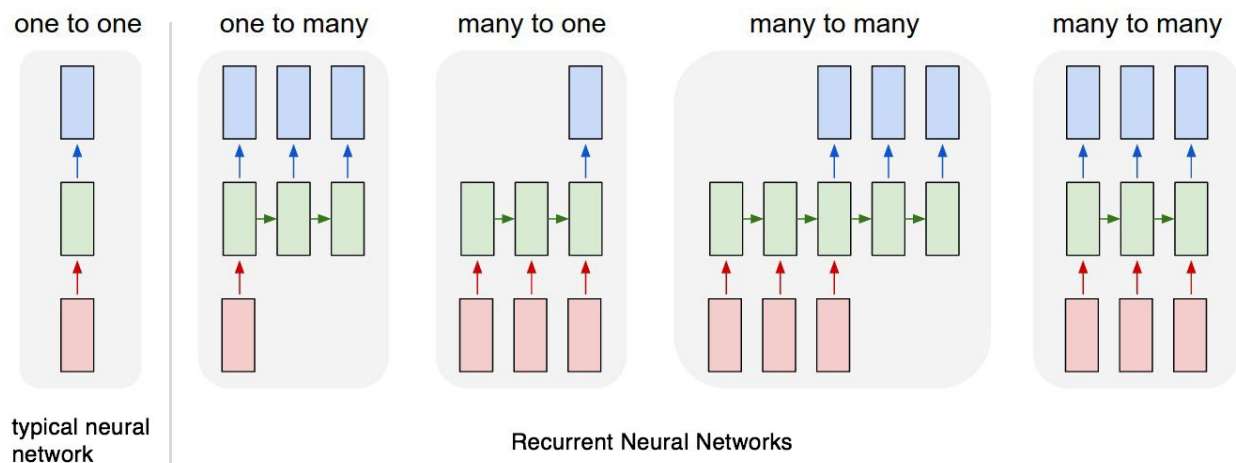 one to one
one to many
many to one
many to many
many to many
typical neural
network
Recurrent Neural Networks